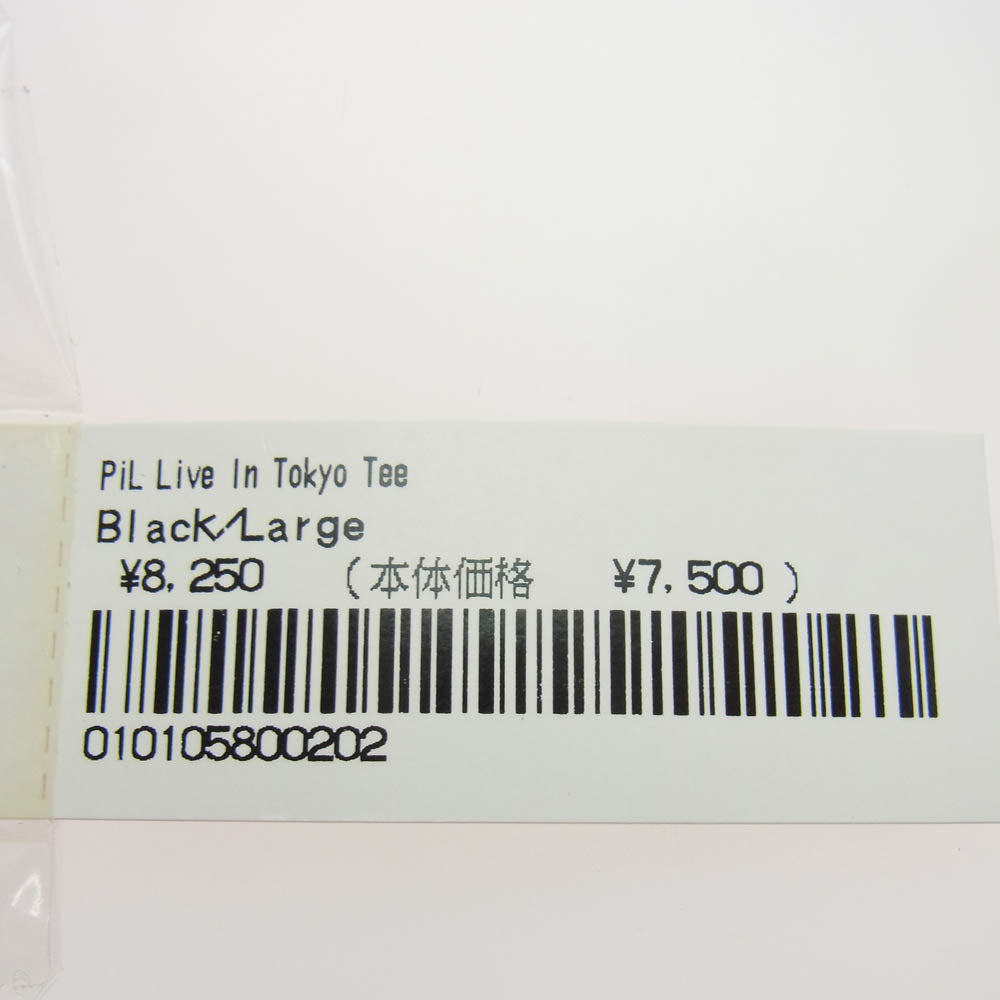 PiL Live In Tokyo Tee
Black/Large
¥8,250 (本体価格 ¥7,500)
010105800202